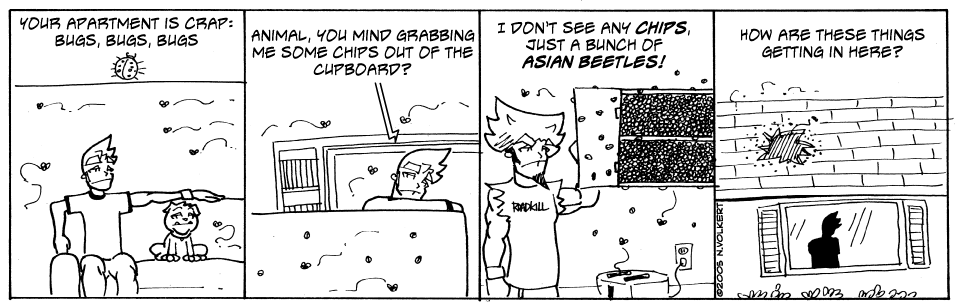 YOUR APARTMENT IS CRAP:
BUGS, BUGS, BUGS
ANIMAL, YOU MIND GRABBING
ME SOME CHIPS OUT OF THE
CUPBOARD?
I DON'T SEE ANY CHIPS,
JUST A BUNCH OF
ASIAN BEETLES!
ROADKILL
HOW ARE THESE THINGS
GETTING IN HERE?
©2005 N.VOLKERT